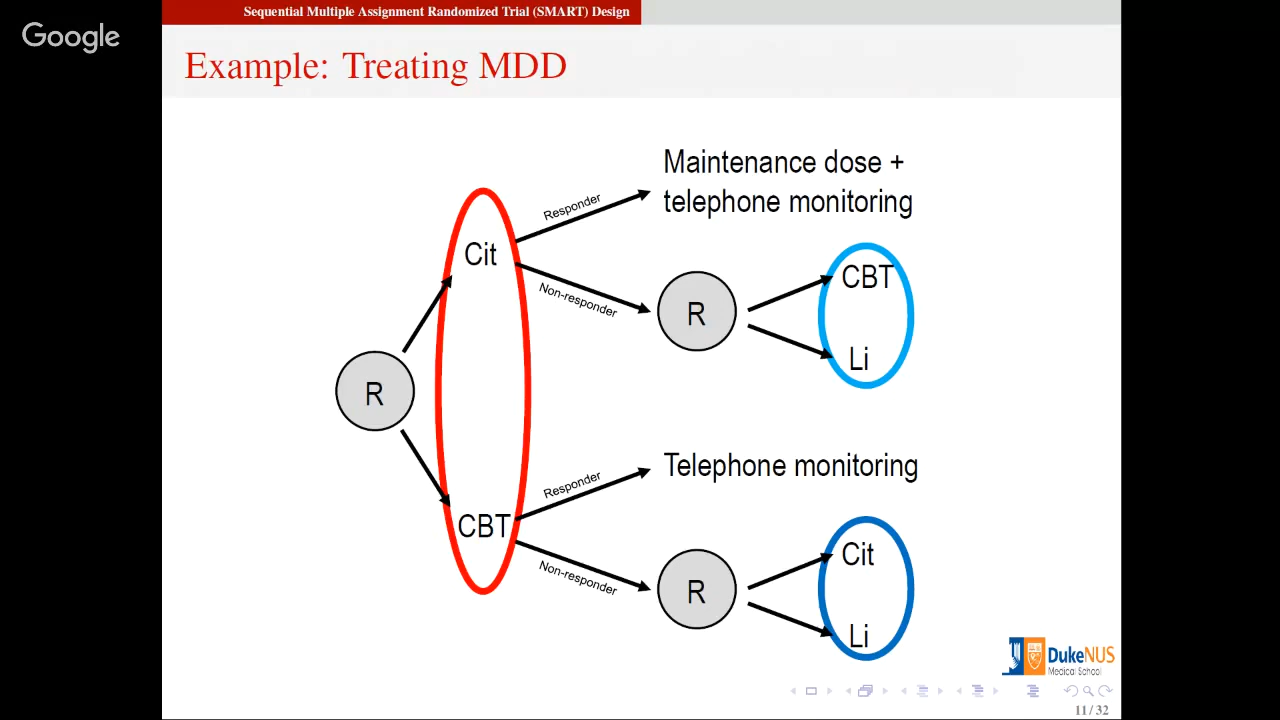 Google
Sequential Multiple Assignment Randomized Trial (SMART) Design
Example: Treating MDD
Maintenance dose +
telephone monitoring
Responder
Cit
Non-responder
R
CBT
Li
R
Telephone monitoring
Responder
CBT
Non-responder
R
Cit
Li
DukeNUS
Medical School
11 / 32